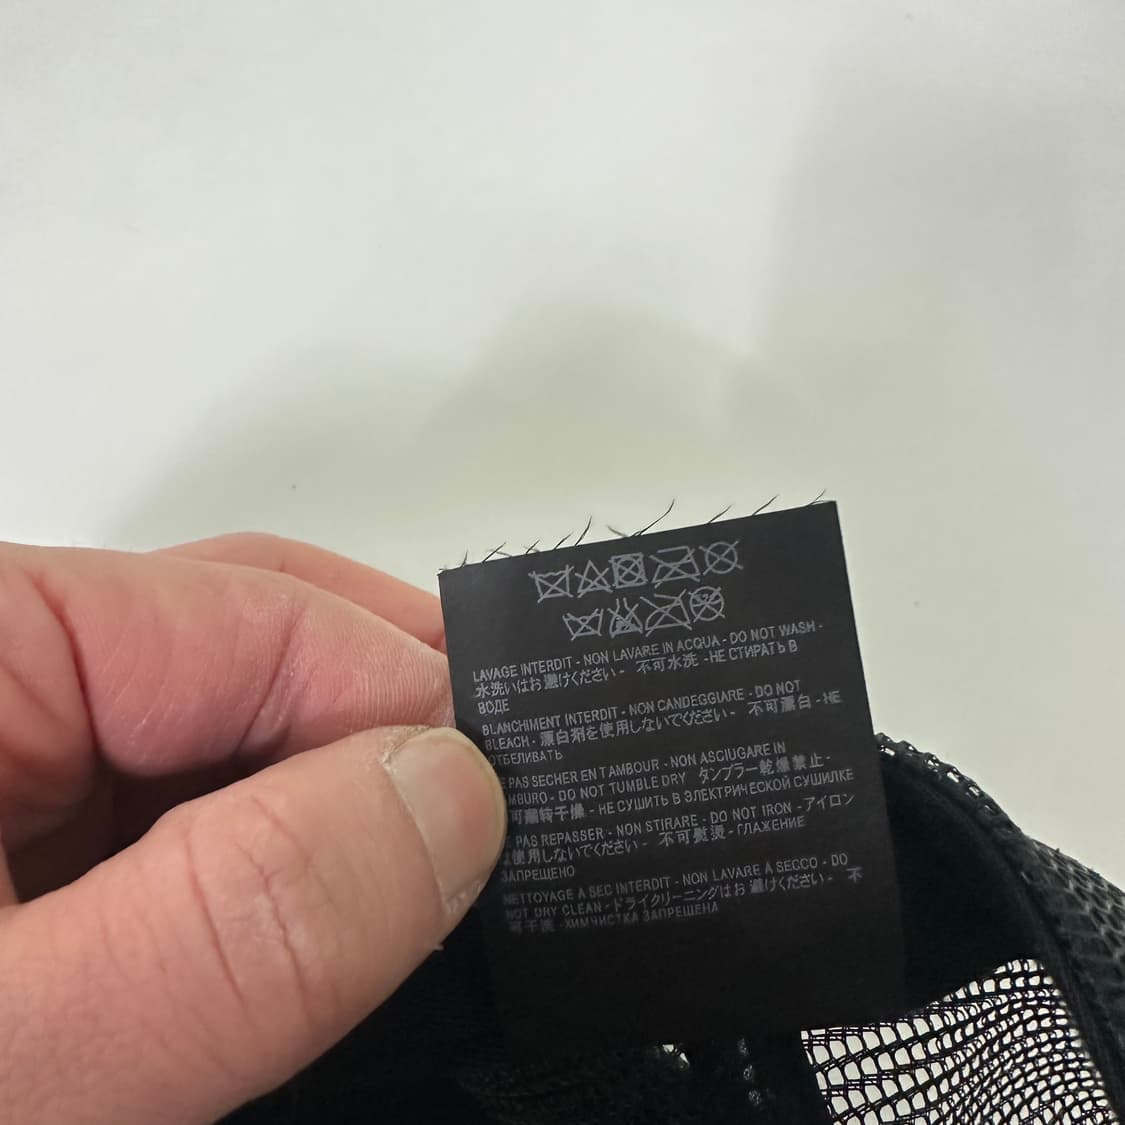 LAVAGE INTERDIT - NON LAVARE IN ACQUA - DO NOT WASH -
水洗いはお避けください - 不可水洗 -НЕ СТИРАТЬ В
ВОДЕ
BLANCHIMENT INTERDIT - NON CANDEGGIARE - DO NOT
BLEACH - 漂白剤を使用しないでください - 不可漂白 - НЕ
ОТБЕЛИВАТЬ
PAS SECHER EN TAMBOUR - NON ASCIUGARE IN
MBURO - DO NOT TUMBLE DRY タンブラー乾燥禁止 -
可翻转干燥 - НЕ СУШИТЬ В ЭЛЕКТРИЧЕСКОЙ СУШИЛКЕ
PAS REPASSER - NON STIRARE - DO NOT IRON - アイロン
使用しないでください - 不可熨烫 - ГЛАЖЕНИЕ
ЗАПРЕЩЕНО
NETTOYAGE A SEC INTERDIT - NON LAVARE A SECCO - DO
NOT DRY CLEAN - ドライクリーニングはお避けください - 不
可干洗 - ХИМЧИСТКА ЗАПРЕЩЕНА